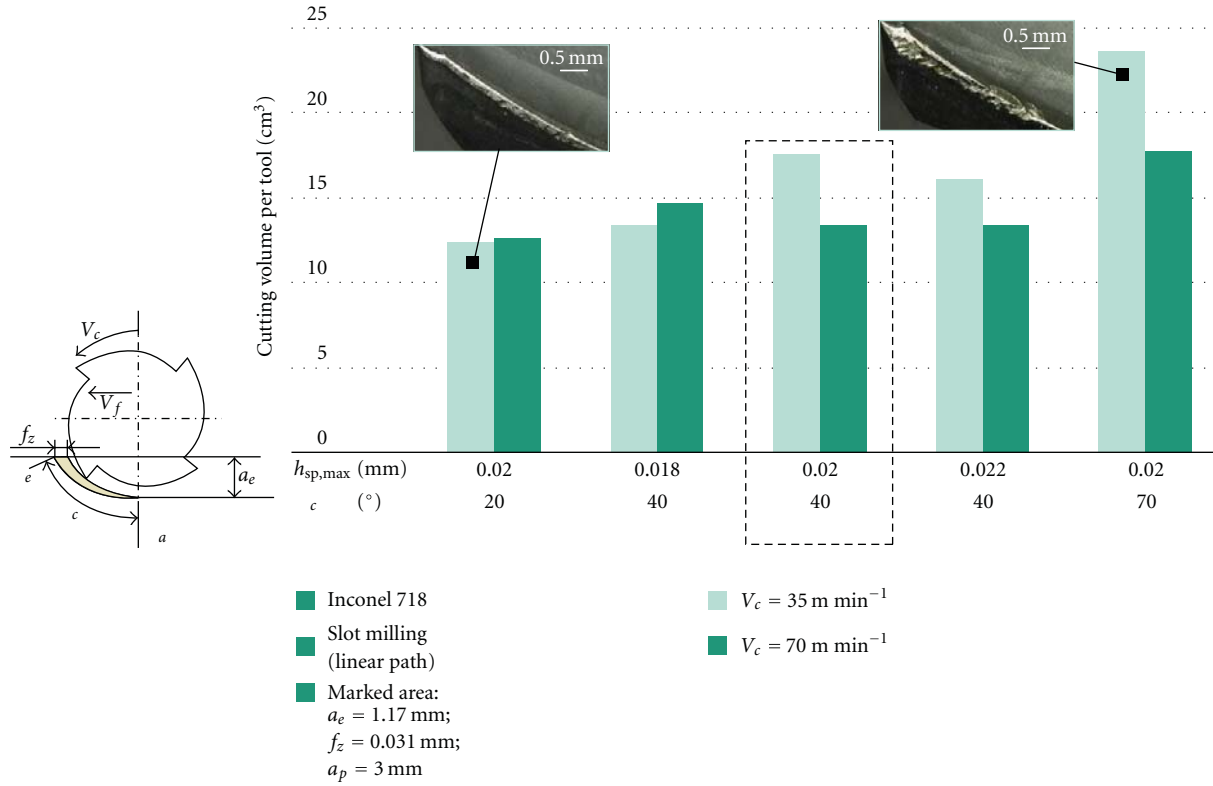 25
20
15
10
5
0
Cutting volume per tool (cm³)
0.5 mm
0.5 mm
h_sp,max (mm) 0.02 0.018 0.02 0.022 0.02
c (°) 20 40 40 40 70
V_c
V_f
f_z
e
a_e
c
a
Inconel 718
Slot milling
(linear path)
Marked area:
a_e = 1.17 mm;
f_z = 0.031 mm;
a_p = 3 mm
V_c = 35 m min⁻¹
V_c = 70 m min⁻¹